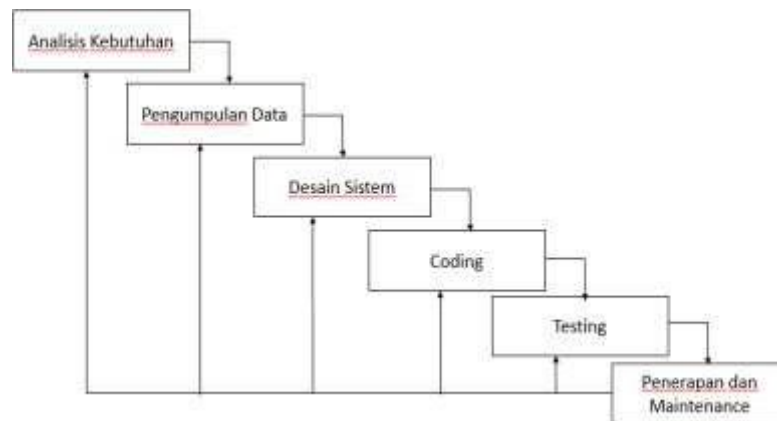 Analisis Kebutuhan
Pengumpulan Data
Desain Sistem
Coding
Testing
Penerapan dan
Maintenance